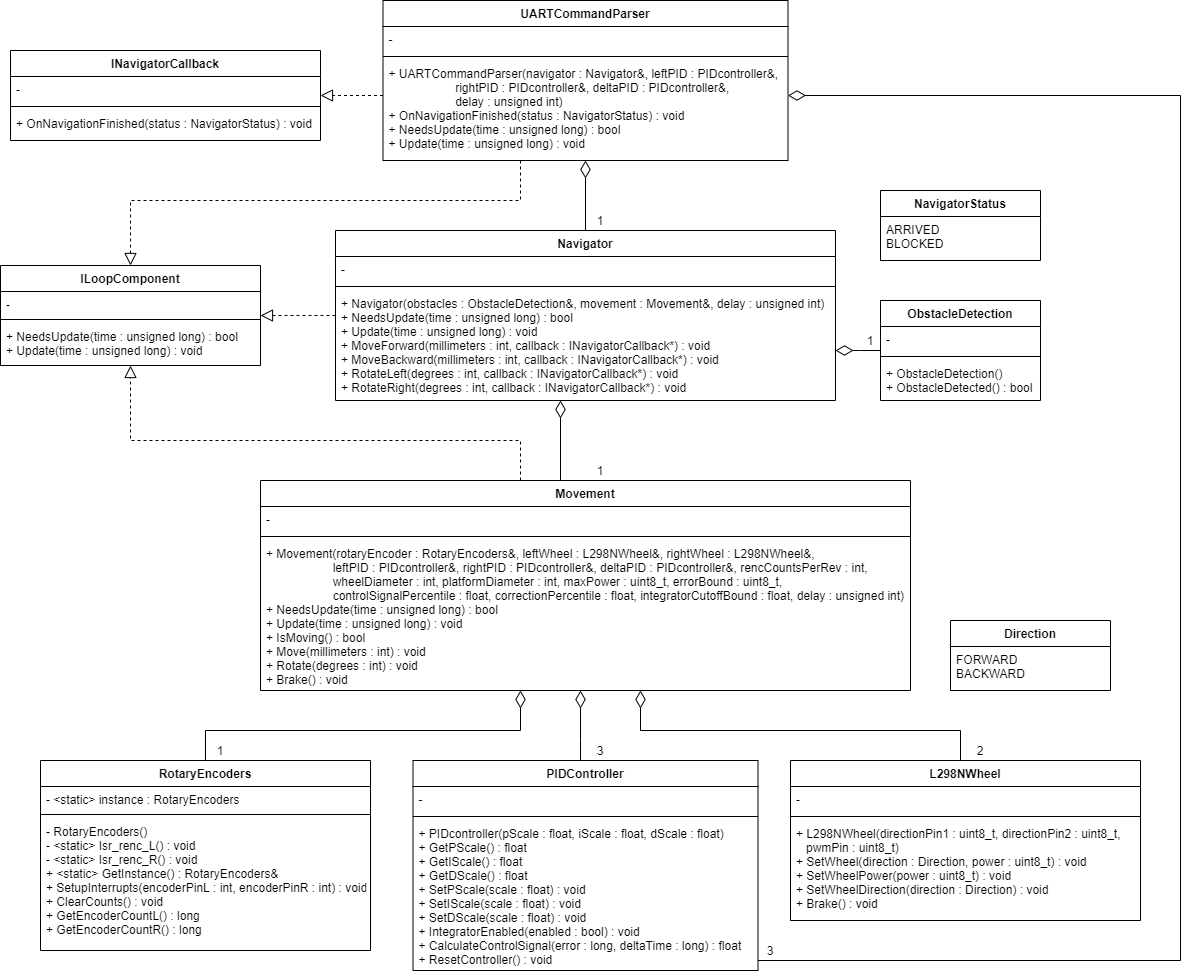 UARTCommandParser
-
+ UARTCommandParser(navigator : Navigator&, leftPID : PIDcontroller&,
rightPID : PIDcontroller&, deltaPID : PIDcontroller&,
delay : unsigned int)
+ OnNavigationFinished(status : NavigatorStatus) : void
+ NeedsUpdate(time : unsigned long) : bool
+ Update(time : unsigned long) : void
INavigatorCallback
-
+ OnNavigationFinished(status : NavigatorStatus) : void
1
NavigatorStatus
ARRIVED
BLOCKED
Navigator
-
+ Navigator(obstacles : ObstacleDetection&, movement : Movement&, delay : unsigned int)
+ NeedsUpdate(time : unsigned long) : bool
+ Update(time : unsigned long) : void
+ MoveForward(millimeters : int, callback : INavigatorCallback*) : void
+ MoveBackward(millimeters : int, callback : INavigatorCallback*) : void
+ RotateLeft(degrees : int, callback : INavigatorCallback*) : void
+ RotateRight(degrees : int, callback : INavigatorCallback*) : void
ILoopComponent
-
+ NeedsUpdate(time : unsigned long) : bool
+ Update(time : unsigned long) : void
1
ObstacleDetection
-
+ ObstacleDetection()
+ ObstacleDetected() : bool
1
Movement
-
+ Movement(rotaryEncoder : RotaryEncoders&, leftWheel : L298NWheel&, rightWheel : L298NWheel&,
leftPID : PIDcontroller&, rightPID : PIDcontroller&, deltaPID : PIDcontroller&, rencCountsPerRev : int,
wheelDiameter : int, platformDiameter : int, maxPower : uint8_t, errorBound : uint8_t,
controlSignalPercentile : float, correctionPercentile : float, integratorCutoffBound : float, delay : unsigned int)
+ NeedsUpdate(time : unsigned long) : bool
+ Update(time : unsigned long) : void
+ IsMoving() : bool
+ Move(millimeters : int) : void
+ Rotate(degrees : int) : void
+ Brake() : void
Direction
FORWARD
BACKWARD
1
3
2
RotaryEncoders
- <static> instance : RotaryEncoders
- RotaryEncoders()
- <static> Isr_renc_L() : void
- <static> Isr_renc_R() : void
+ <static> GetInstance() : RotaryEncoders&
+ SetupInterrupts(encoderPinL : int, encoderPinR : int) : void
+ ClearCounts() : void
+ GetEncoderCountL() : long
+ GetEncoderCountR() : long
PIDController
-
+ PIDcontroller(pScale : float, iScale : float, dScale : float)
+ GetPScale() : float
+ GetIScale() : float
+ GetDScale() : float
+ SetPScale(scale : float) : void
+ SetIScale(scale : float) : void
+ SetDScale(scale : float) : void
+ IntegratorEnabled(enabled : bool) : void
+ CalculateControlSignal(error : long, deltaTime : long) : float
+ ResetController() : void
L298NWheel
-
+ L298NWheel(directionPin1 : uint8_t, directionPin2 : uint8_t,
pwmPin : uint8_t)
+ SetWheel(direction : Direction, power : uint8_t) : void
+ SetWheelPower(power : uint8_t) : void
+ SetWheelDirection(direction : Direction) : void
+ Brake() : void
3